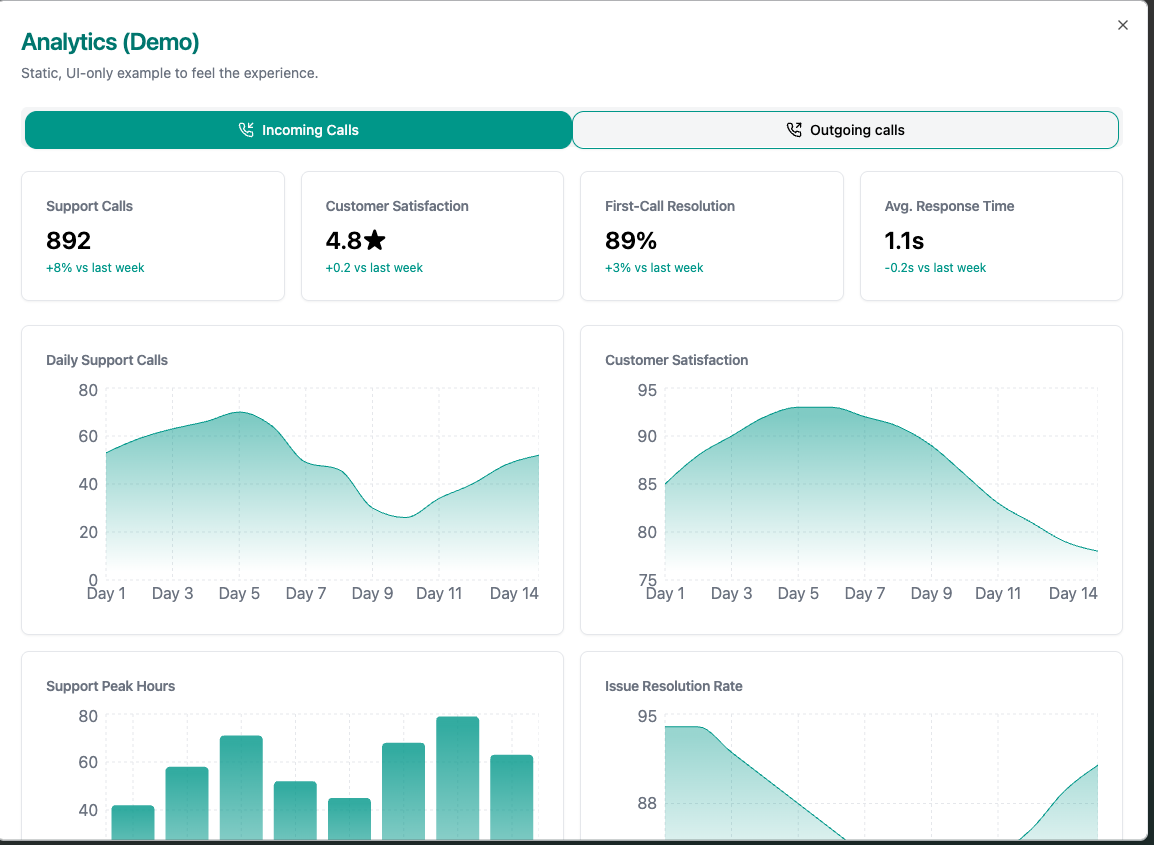 Analytics (Demo)
Static, UI-only example to feel the experience.
Incoming Calls
Outgoing calls
Support Calls
892
+8% vs last week
Customer Satisfaction
4.8★
+0.2 vs last week
First-Call Resolution
89%
+3% vs last week
Avg. Response Time
1.1s
-0.2s vs last week
Daily Support Calls
80
60
40
20
0
Day 1 Day 3 Day 5 Day 7 Day 9 Day 11 Day 14
Customer Satisfaction
95
90
85
80
75
Day 1 Day 3 Day 5 Day 7 Day 9 Day 11 Day 14
Support Peak Hours
80
60
40
Issue Resolution Rate
95
88